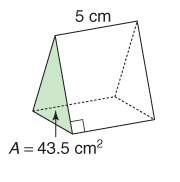 5 cm
A = 43.5 cm²